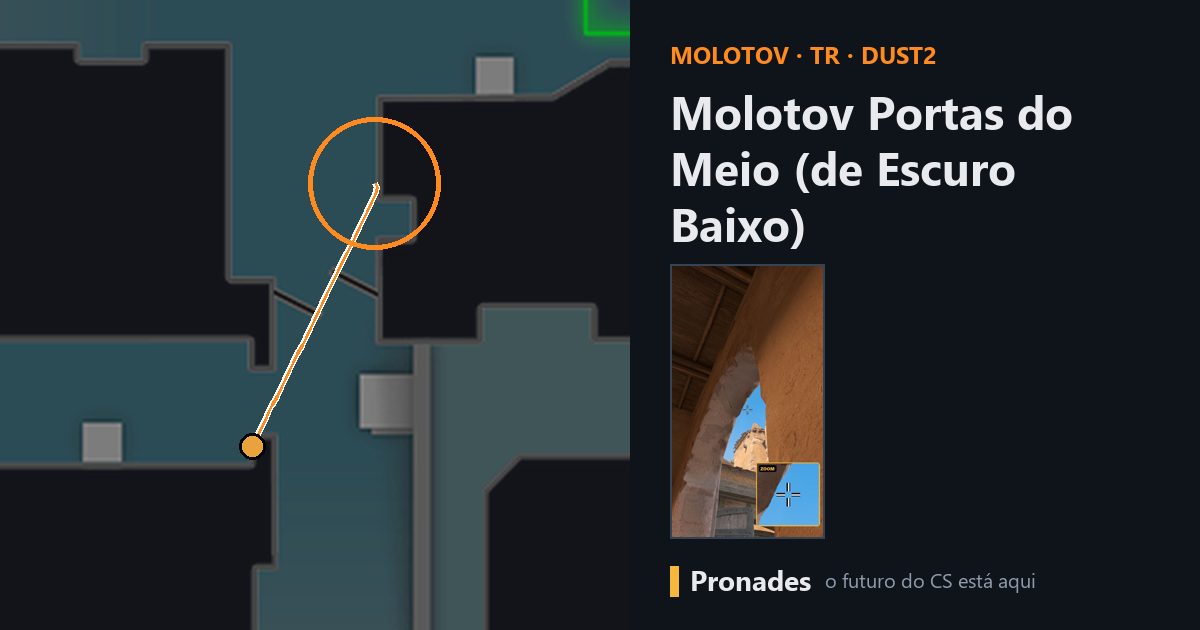 MOLOTOV · TR · DUST2
Molotov Portas do
Meio (de Escuro
Baixo)
ZOOM
Pronades o futuro do CS está aqui